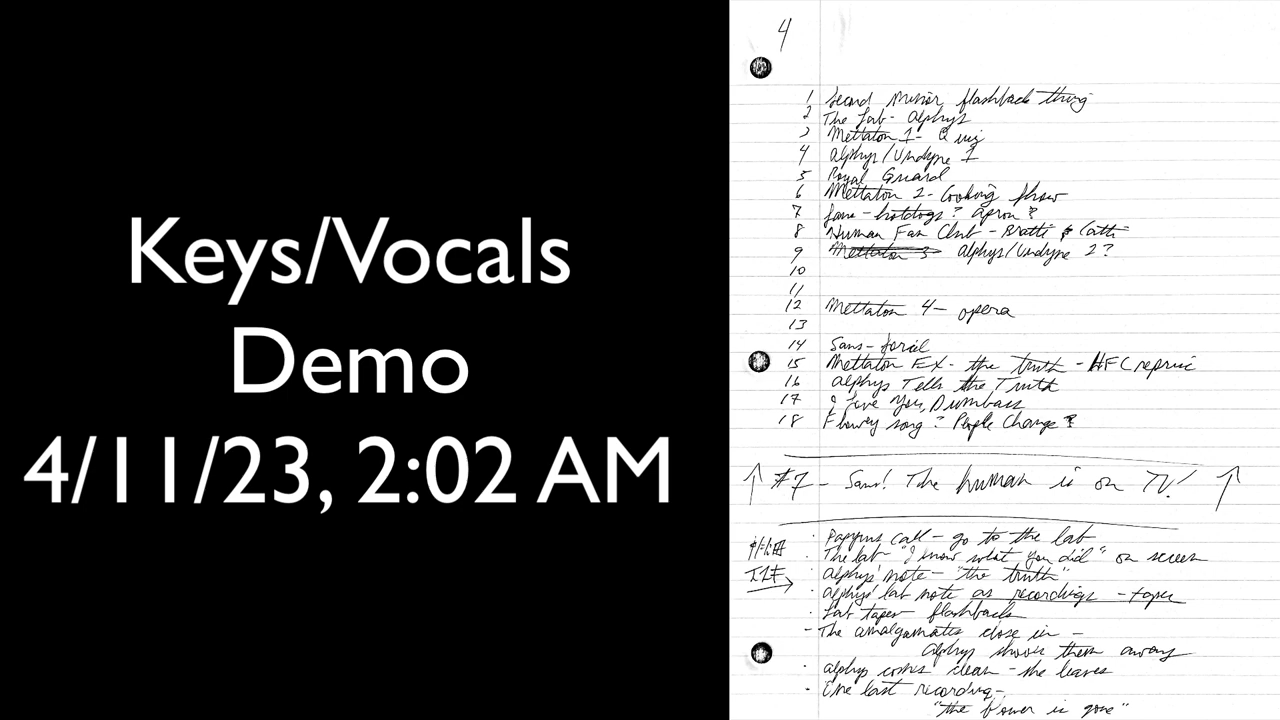 Keys/Vocals
Demo
4/11/23, 2:02 AM
4
1 Second Mirror flashback thing
2 The Lab - Alphys
3 Mettaton 1 - Quiz
4 Alphys/Undyne 1
5 Royal Guard
6 Mettaton 2 - Cooking Show
7 Sans - hotdogs? Apron?
8 Human Fan Club - Bratti & Catti
9 Mettaton 3 Alphys/Undyne 2?
10
11
12 Mettaton 4 - opera
13
14 Sans -
15 Mettaton EX - the truth - HFC reprise
16 Alphys Tells the Truth
17 I Love You, Dumbass
18 Flowey song? People Change?
↑ #7 - Sans! The human is on TV! ↑
· Papyrus call - go to the lab
· The lab "I know what you did" on screen
· Alphys' note - "the truth"
· Alphys' lab note as recordings - tapes
· Lab tapes - flashbacks
- The amalgamates close in -
Alphys shoos them away
· Alphys comes clean - she leaves
· One last recording -
"the flower is gone"